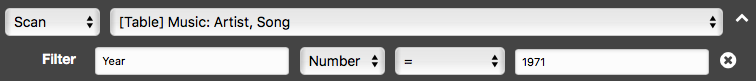 Scan [Table] Music: Artist, Song
Filter Year Number = 1971